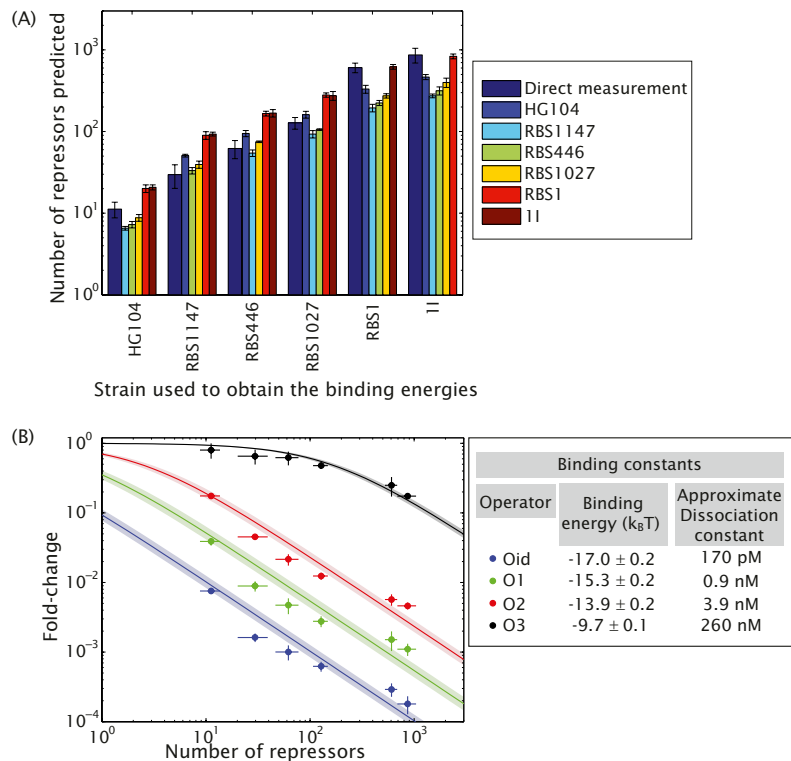 (A)
Number of repressors predicted
10³
10²
10¹
10⁰
HG104
RBS1147
RBS446
RBS1027
RBS1
1I
Strain used to obtain the binding energies
Direct measurement
HG104
RBS1147
RBS446
RBS1027
RBS1
1I
(B)
Fold-change
10⁰
10⁻¹
10⁻²
10⁻³
10⁻⁴
10⁰ 10¹ 10² 10³
Number of repressors
Binding constants
Operator Binding energy (kBT) Approximate Dissociation constant
Oid -17.0 ± 0.2 170 pM
O1 -15.3 ± 0.2 0.9 nM
O2 -13.9 ± 0.2 3.9 nM
O3 -9.7 ± 0.1 260 nM